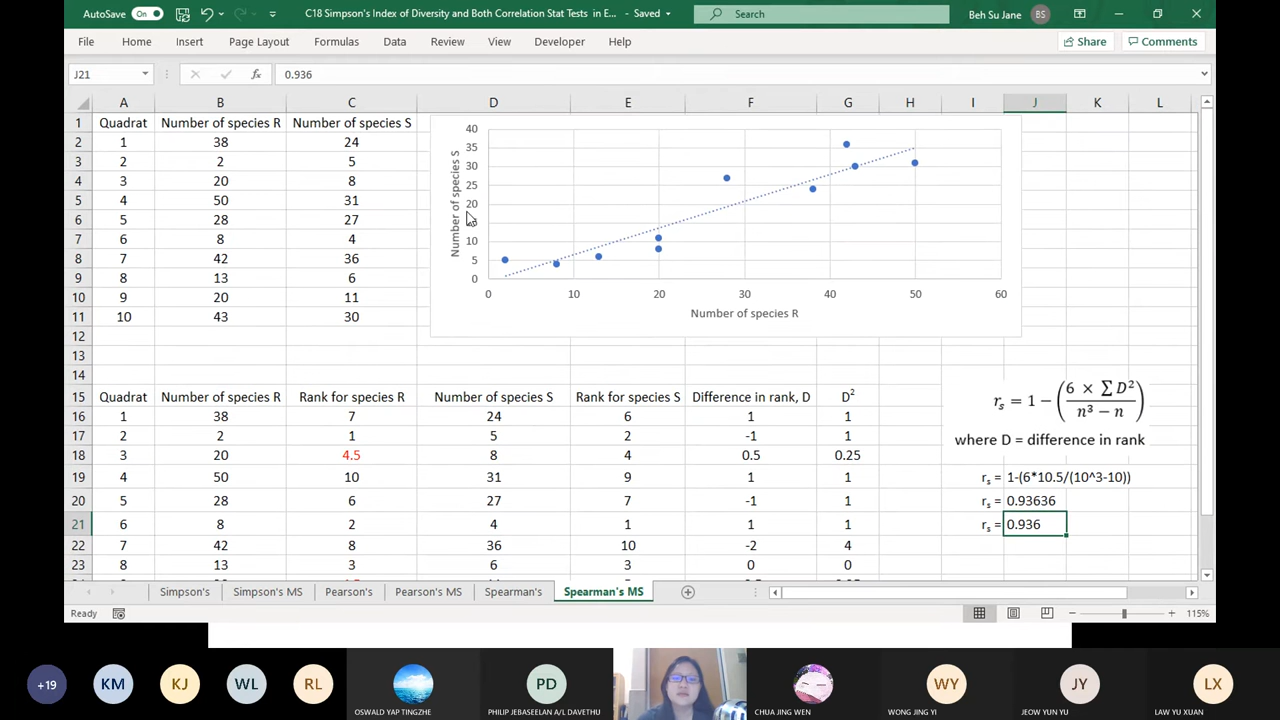 AutoSave On C18 Simpson's Index of Diversity and Both Correlation Stat Tests in E... - Saved Search Beh Su Jane BS
File Home Insert Page Layout Formulas Data Review View Developer Help Share Comments
J21 fx 0.936
A B C D E F G H I J K L
1 Quadrat Number of species R Number of species S
2 1 38 24
3 2 2 5
4 3 20 8
5 4 50 31
6 5 28 27
7 6 8 4
8 7 42 36
9 8 13 6
10 9 20 11
11 10 43 30
12
13
14
Number of species S
40
35
30
25
20
15
10
5
0
0 10 20 30 40 50 60
Number of species R
15 Quadrat Number of species R Rank for species R Number of species S Rank for species S Difference in rank, D D²
16 1 38 7 24 6 1 1
17 2 2 1 5 2 -1 1
18 3 20 4.5 8 4 0.5 0.25
19 4 50 10 31 9 1 1
20 5 28 6 27 7 -1 1
21 6 8 2 4 1 1 1
22 7 42 8 36 10 -2 4
23 8 13 3 6 3 0 0
rs = 1 − (6 × ∑ D² / n³ − n)
where D = difference in rank
rs = 1-(6*10.5/(10^3-10))
rs = 0.93636
rs = 0.936
Simpson's Simpson's MS Pearson's Pearson's MS Spearman's Spearman's MS
Ready 115%
+19 KM KJ WL RL PD WY JY LX
OSWALD YAP TINGZHE PHILIP JEBASEELAN A/L DAVETHU CHUA JING WEN WONG JING YI JEOW YUN YU LAW YU XUAN